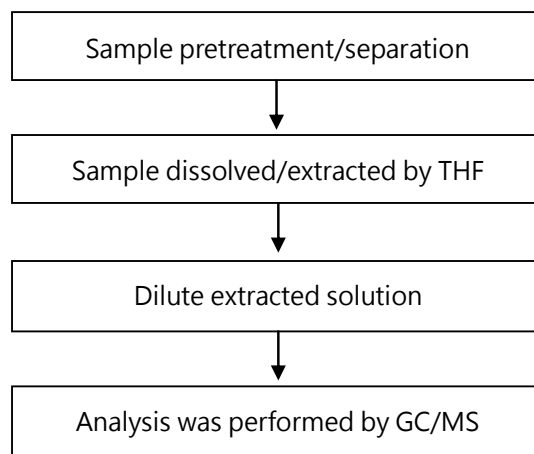 Sample pretreatment/separation
Sample dissolved/extracted by THF
Dilute extracted solution
Analysis was performed by GC/MS